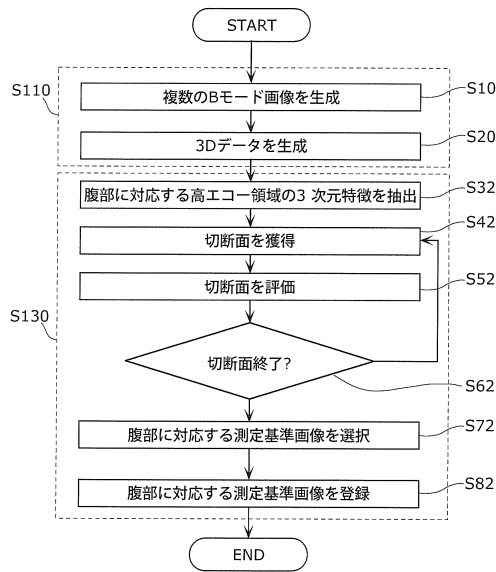 START
S110
複数のBモード画像を生成
S10
3Dデータを生成
S20
腹部に対応する高エコー領域の3 次元特徴を抽出
S32
切断面を獲得
S42
切断面を評価
S52
S130
切断面終了?
S62
腹部に対応する測定基準画像を選択
S72
腹部に対応する測定基準画像を登録
S82
END